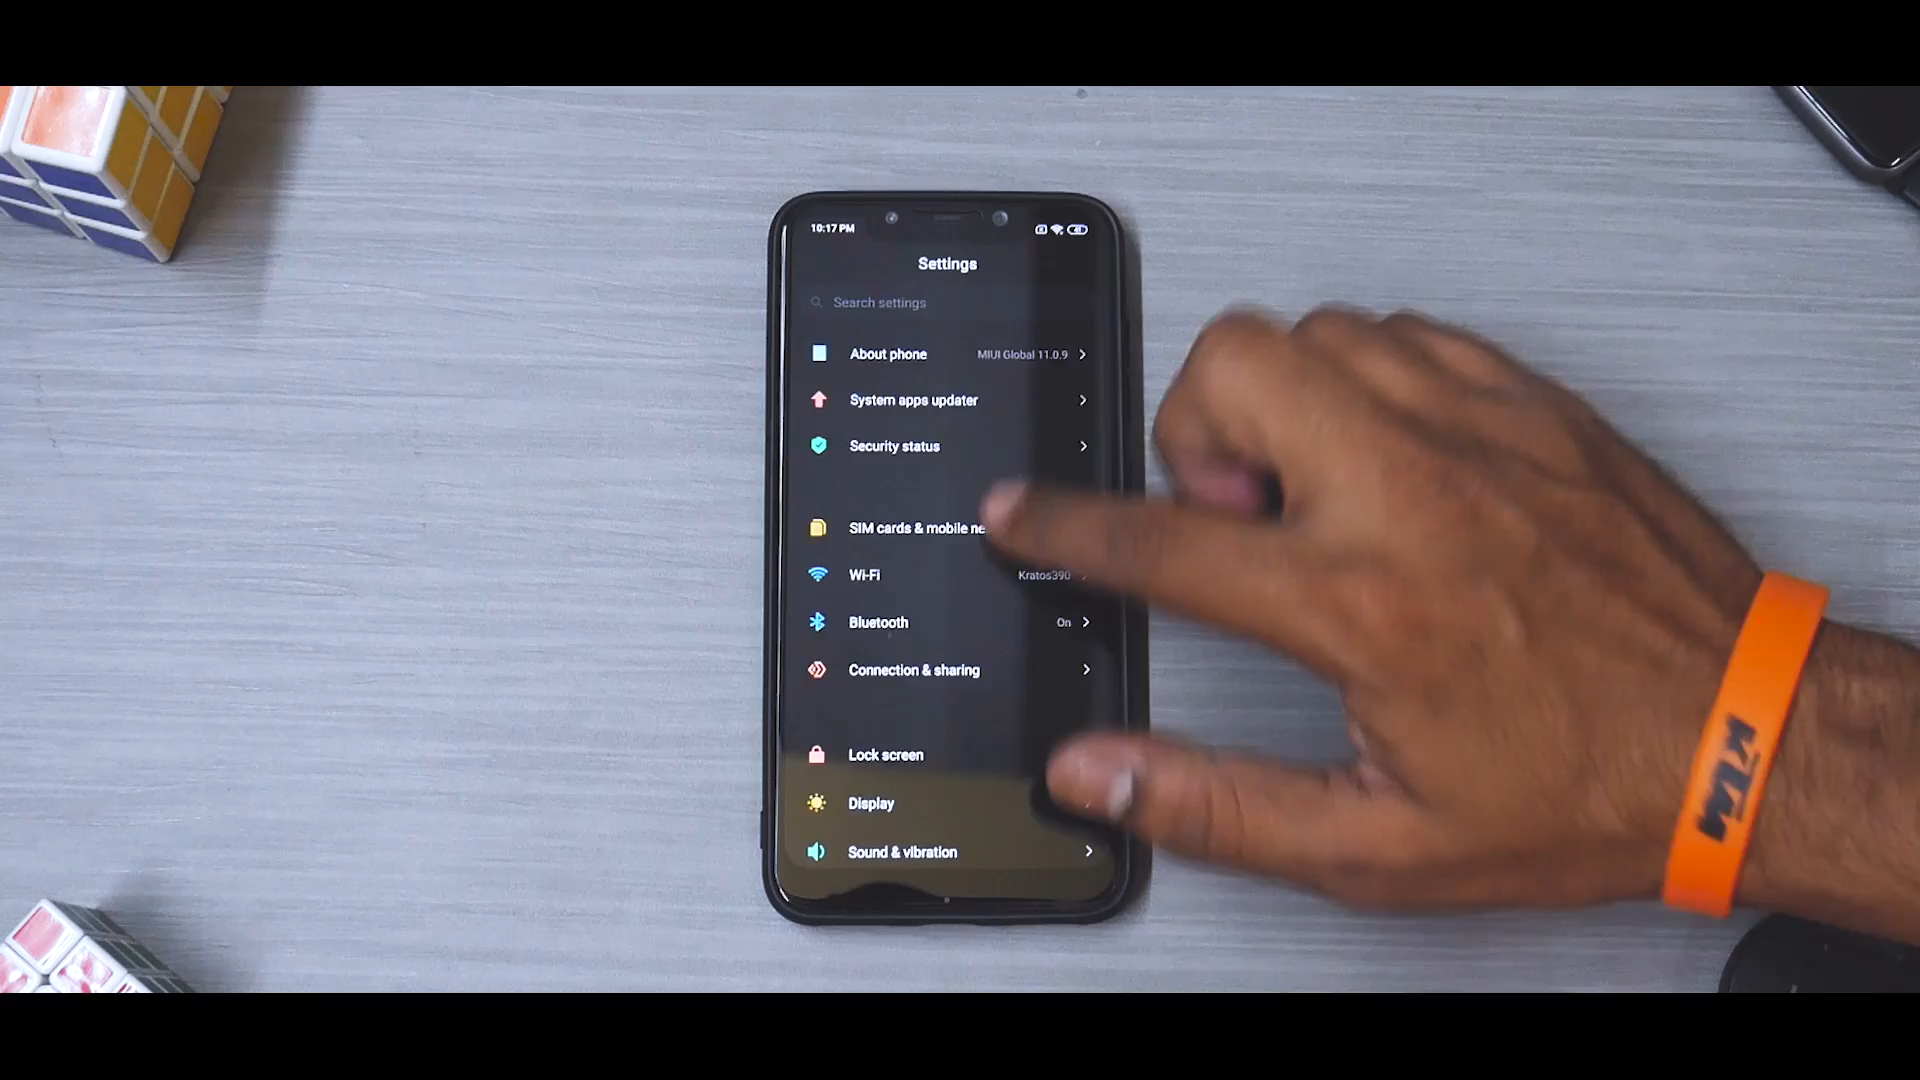 10:17 PM
Settings
Search settings
About phone MIUI Global 11.0.9
System apps updater
Security status
SIM cards & mobile ne
Wi-Fi Kratos390
Bluetooth On
Connection & sharing
Lock screen
Display
Sound & vibration
KTM